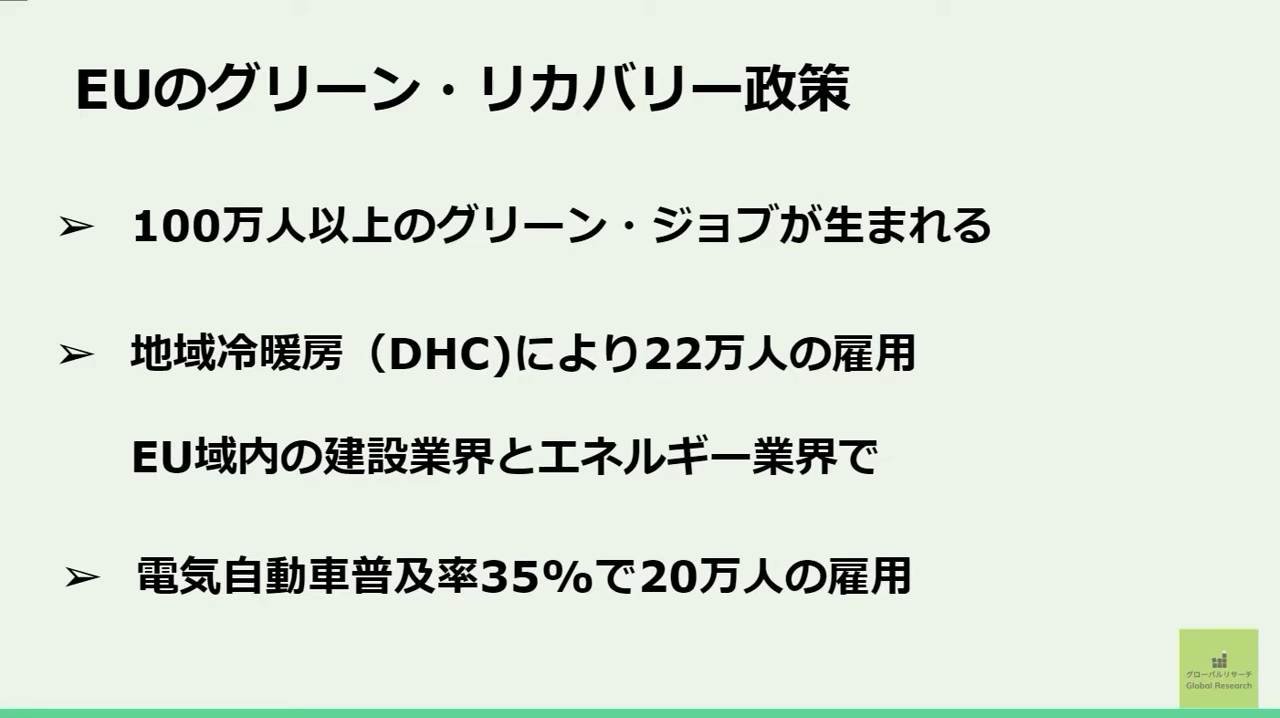 EUのグリーン・リカバリー政策
➢ 100万人以上のグリーン・ジョブが生まれる
➢ 地域冷暖房（DHC)により22万人の雇用
EU域内の建設業界とエネルギー業界で
➢ 電気自動車普及率35%で20万人の雇用
グローバルリサーチ
Global Research